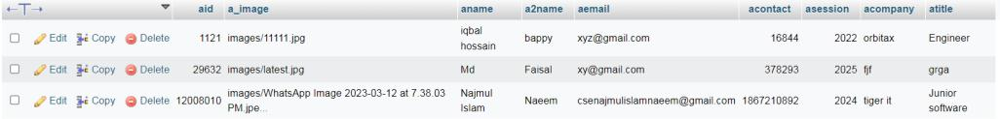 ←T→ aid a_image aname a2name aemail acontact asession acompany atitle
Edit Copy Delete 1121 images/11111.jpg iqbal hossain bappy xyz@gmail.com 16844 2022 orbitax Engineer
Edit Copy Delete 29632 images/latest.jpg Md Faisal xy@gmail.com 378293 2025 fjf grga
Edit Copy Delete 12008010 images/WhatsApp Image 2023-03-12 at 7.38.03 PM.jpe... Najmul Islam Naeem csenajmulislamnaeem@gmail.com 1867210892 2024 tiger it Junior software